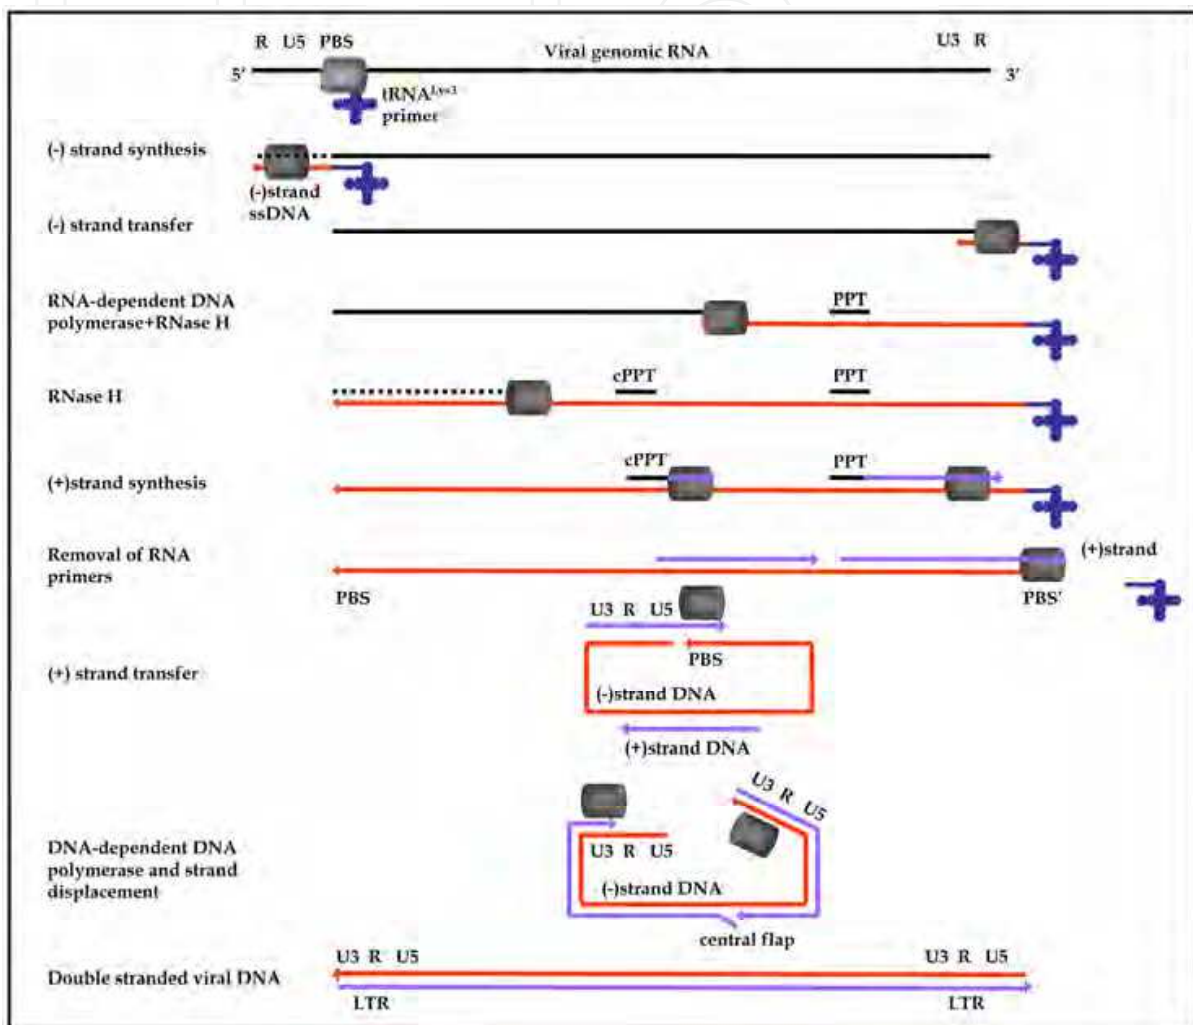 R U5 PBS Viral genomic RNA U3 R
5' 3'
tRNALys3
primer
(-) strand synthesis
(-)strand
ssDNA
(-) strand transfer
RNA-dependent DNA
polymerase+RNase H
PPT
RNase H
cPPT PPT
(+)strand synthesis
cPPT PPT
Removal of RNA
primers
(+)strand
PBS PBS'
U3 R U5
(+) strand transfer
PBS
(-)strand DNA
(+)strand DNA
U3 R U5
DNA-dependent DNA
polymerase and strand
displacement
U3 R U5
(-)strand DNA
central flap
Double stranded viral DNA
U3 R U5 U3 R U5
LTR LTR